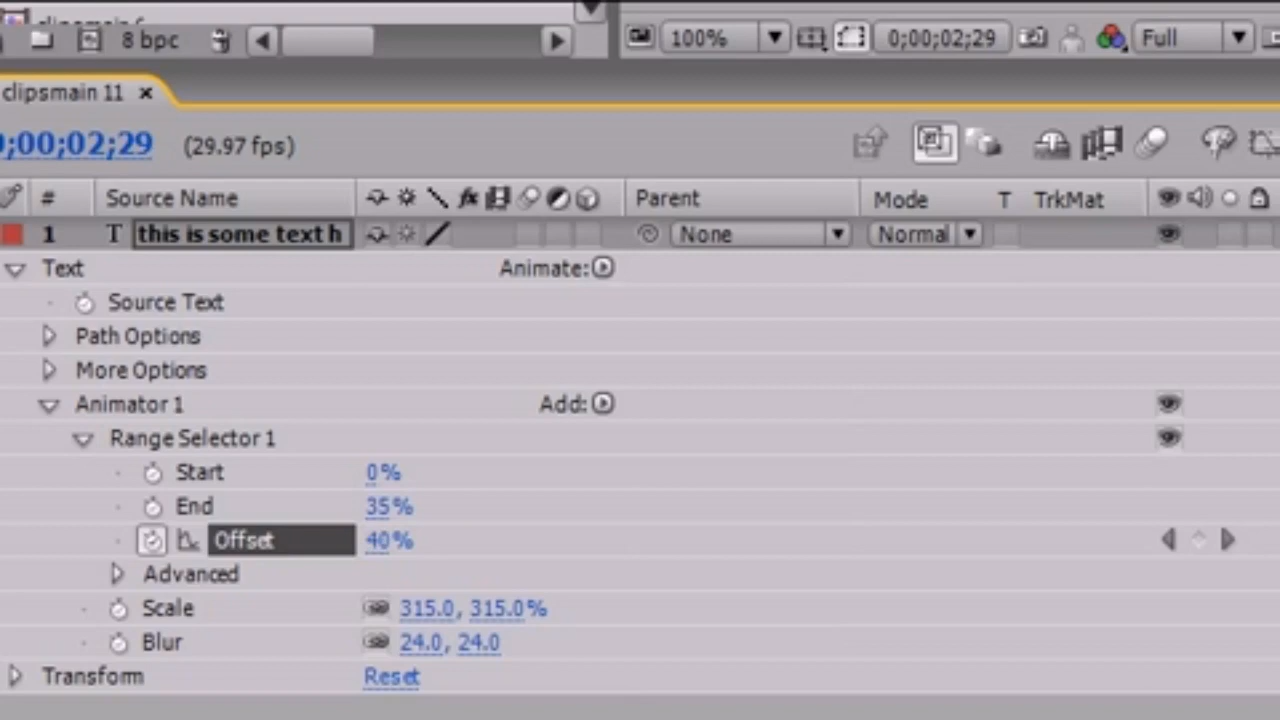 clipsmain 6
8 bpc 100% 0;00;02;29 Full
clipsmain 11 ×
0;00;02;29 (29.97 fps)
# Source Name fx Parent Mode T TrkMat
1 T this is some text h None Normal
Text Animate:
Source Text
Path Options
More Options
Animator 1 Add:
Range Selector 1
Start 0%
End 35%
Offset 40%
Advanced
Scale 315.0, 315.0%
Blur 24.0, 24.0
Transform Reset